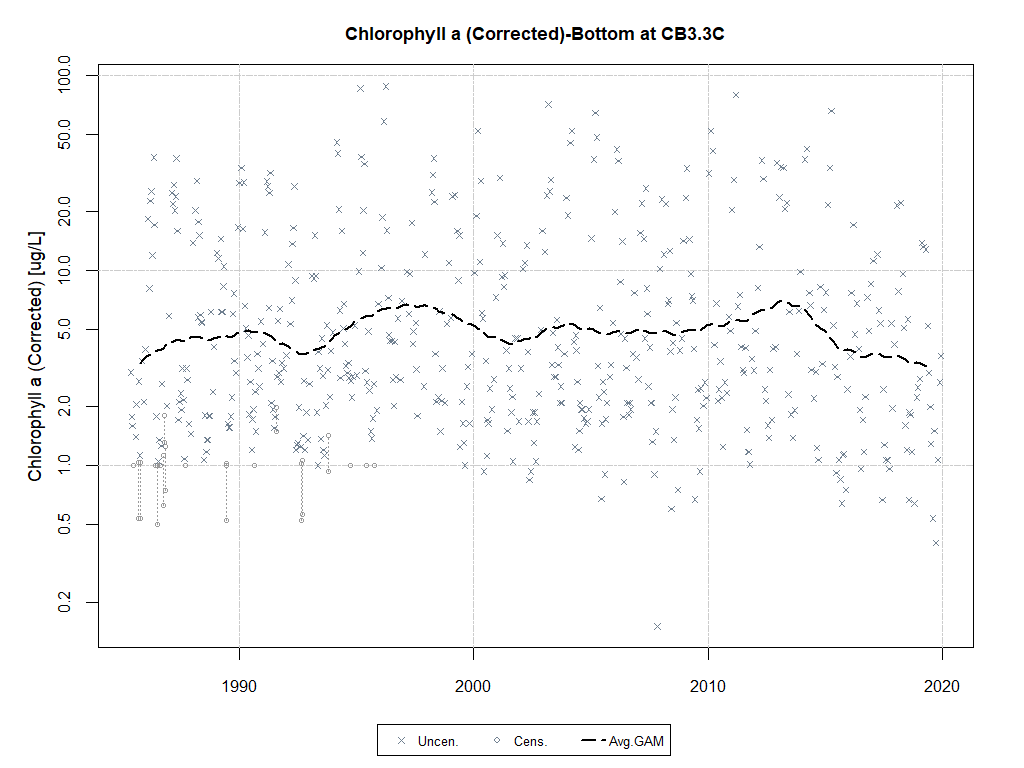 Chlorophyll a (Corrected)-Bottom at CB3.3C
Chlorophyll a (Corrected) [ug/L]
100.0
50.0
20.0
10.0
5.0
2.0
1.0
0.5
0.2
1990 2000 2010 2020
Uncen. Cens. Avg.GAM